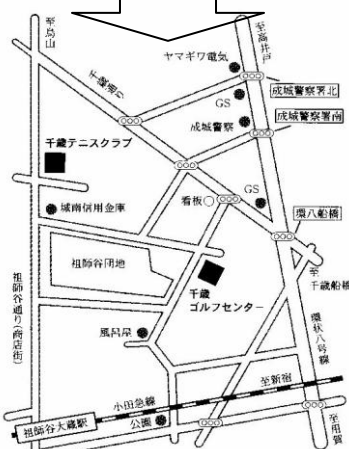 至烏山
至高井戸
ヤマギワ電気
千歳通り
成城警察署北
GS
成城警察
成城警察署南
千歳テニスクラブ
看板
GS
城南信用金庫
環八船橋
祖師谷団地
至千歳船橋
千歳
ゴルフセンター
祖師谷通り(商店街)
環状八号線
風呂屋
至新宿
小田急線
公園
祖師谷大蔵駅
至用賀